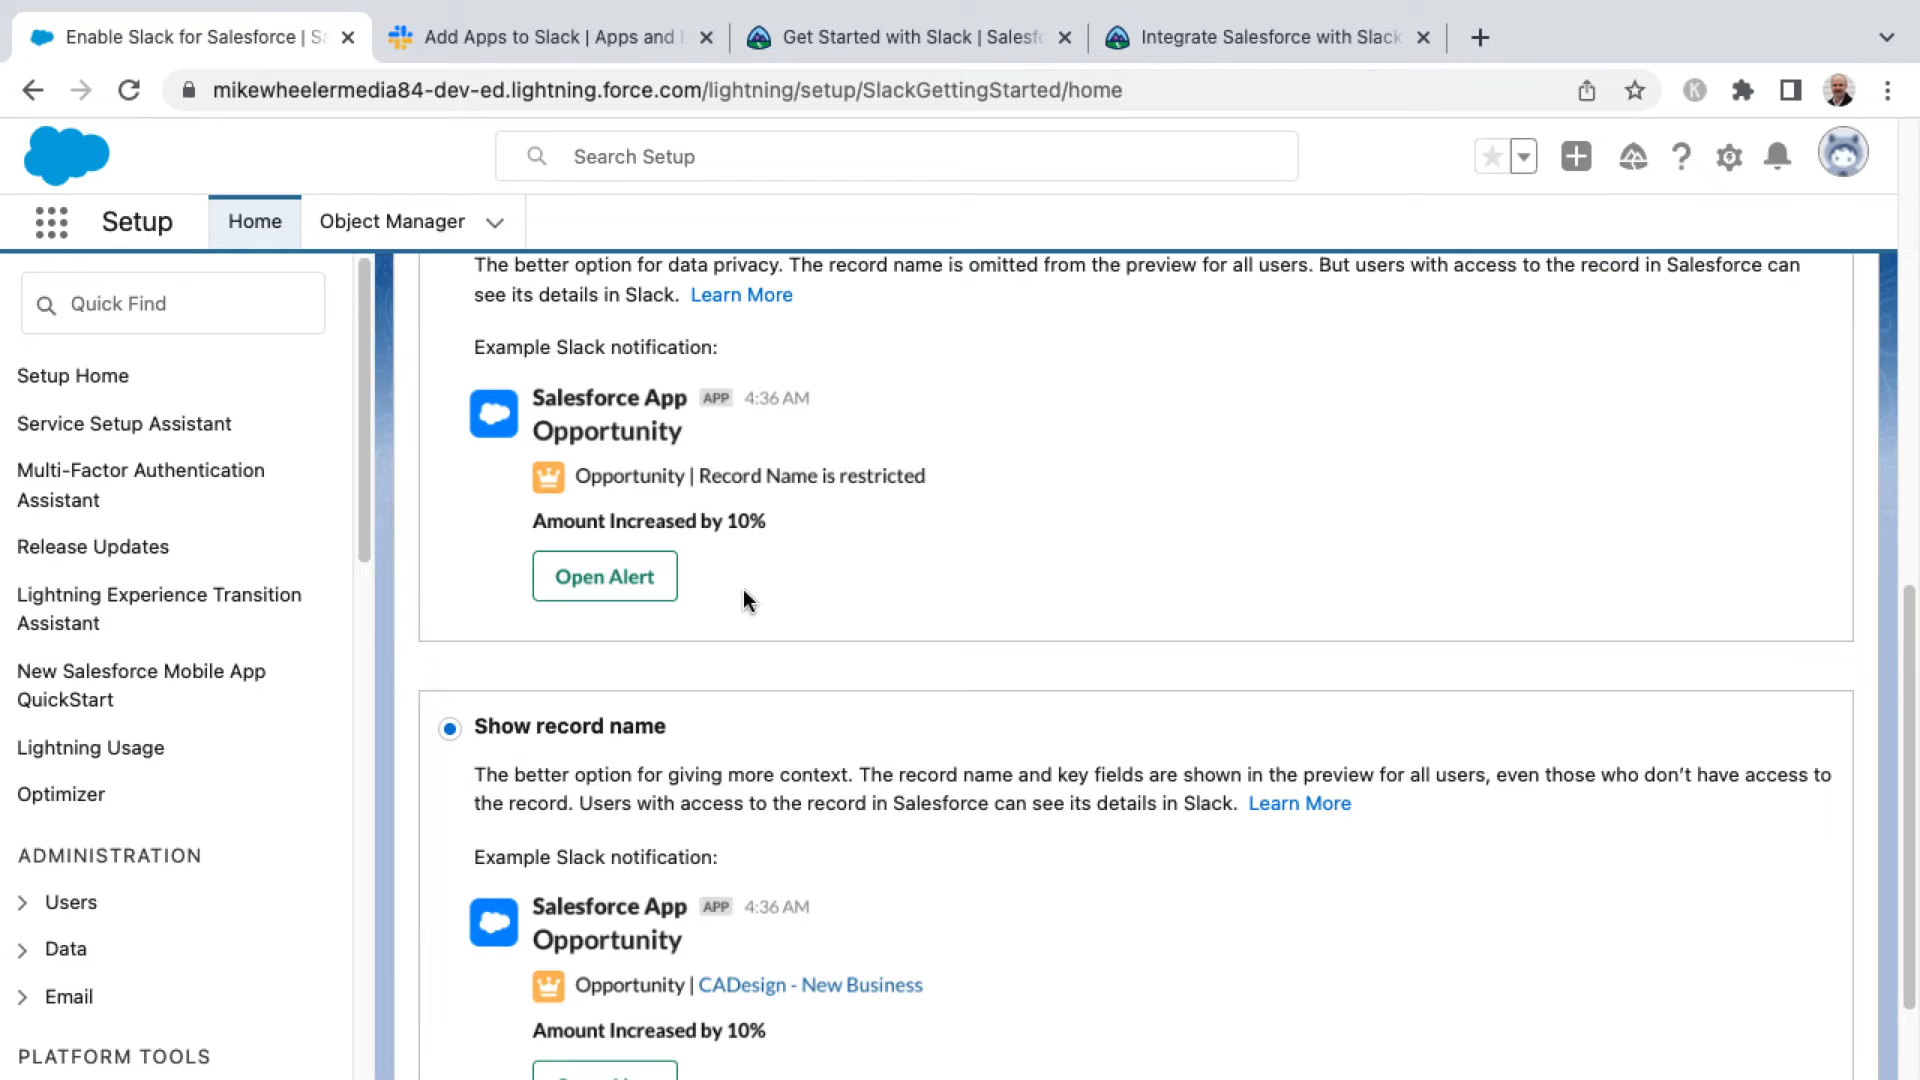 Enable Slack for Salesforce | Sa
Add Apps to Slack | Apps and I
Get Started with Slack | Salesfo
Integrate Salesforce with Slack
mikewheelermedia84-dev-ed.lightning.force.com/lightning/setup/SlackGettingStarted/home
K
Search Setup
Setup
Home
Object Manager
Quick Find
Setup Home
Service Setup Assistant
Multi-Factor Authentication
Assistant
Release Updates
Lightning Experience Transition
Assistant
New Salesforce Mobile App
QuickStart
Lightning Usage
Optimizer
ADMINISTRATION
Users
Data
Email
PLATFORM TOOLS
The better option for data privacy. The record name is omitted from the preview for all users. But users with access to the record in Salesforce can
see its details in Slack. Learn More
Example Slack notification:
Salesforce App APP 4:36 AM
Opportunity
Opportunity | Record Name is restricted
Amount Increased by 10%
Open Alert
Show record name
The better option for giving more context. The record name and key fields are shown in the preview for all users, even those who don't have access to
the record. Users with access to the record in Salesforce can see its details in Slack. Learn More
Example Slack notification:
Salesforce App APP 4:36 AM
Opportunity
Opportunity | CADesign - New Business
Amount Increased by 10%